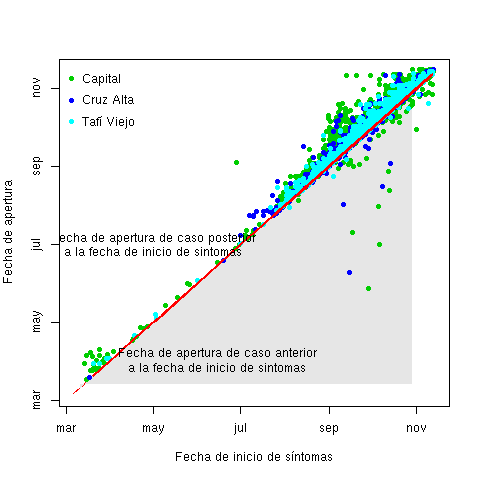 Capital
Cruz Alta
Tafí Viejo
echa de apertura de caso posterior
a la fecha de inicio de sintomas
Fecha de apertura de caso anterior
a la fecha de inicio de sintomas
Fecha de apertura
mar
may
jul
sep
nov
mar
may
jul
sep
nov
Fecha de inicio de síntomas